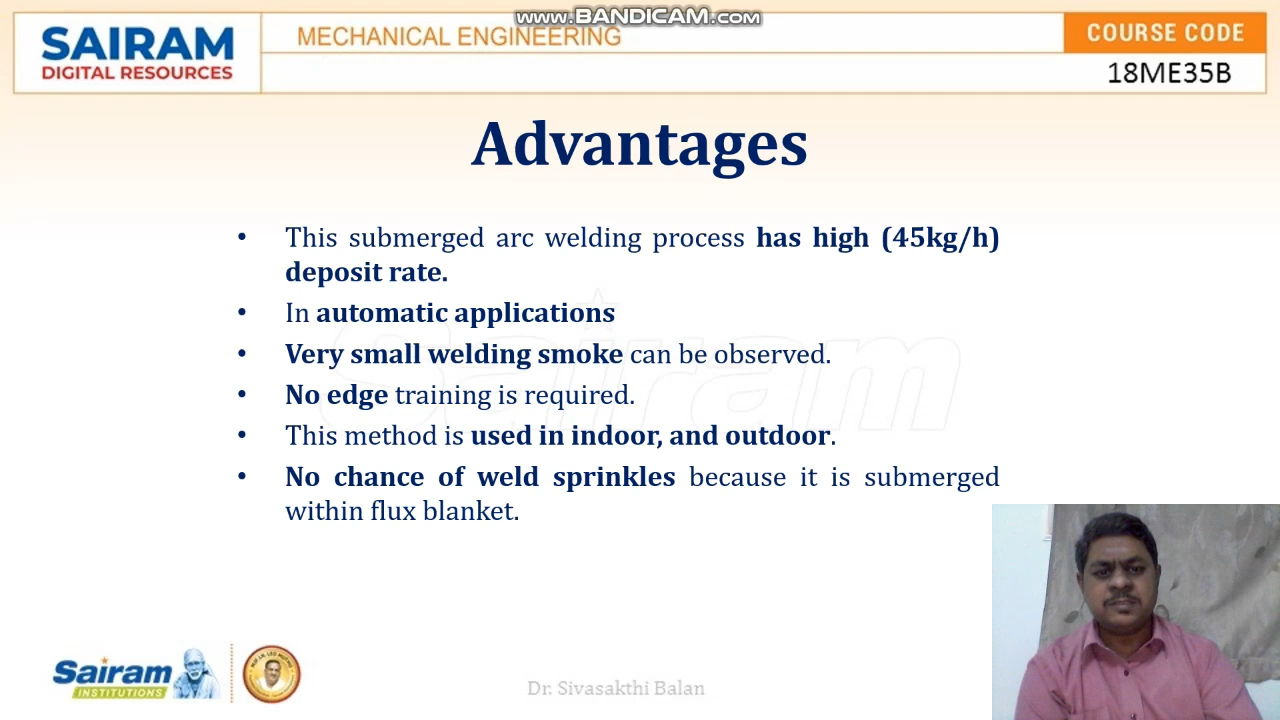 www.BANDICAM.com
SAIRAM
DIGITAL RESOURCES
MECHANICAL ENGINEERING
COURSE CODE
18ME35B
Advantages
• This submerged arc welding process has high (45kg/h)
deposit rate.
• In automatic applications
• Very small welding smoke can be observed.
• No edge training is required.
• This method is used in indoor, and outdoor.
• No chance of weld sprinkles because it is submerged
within flux blanket.
Sairam
Sairam
INSTITUTIONS
Dr. Sivasakthi Balan